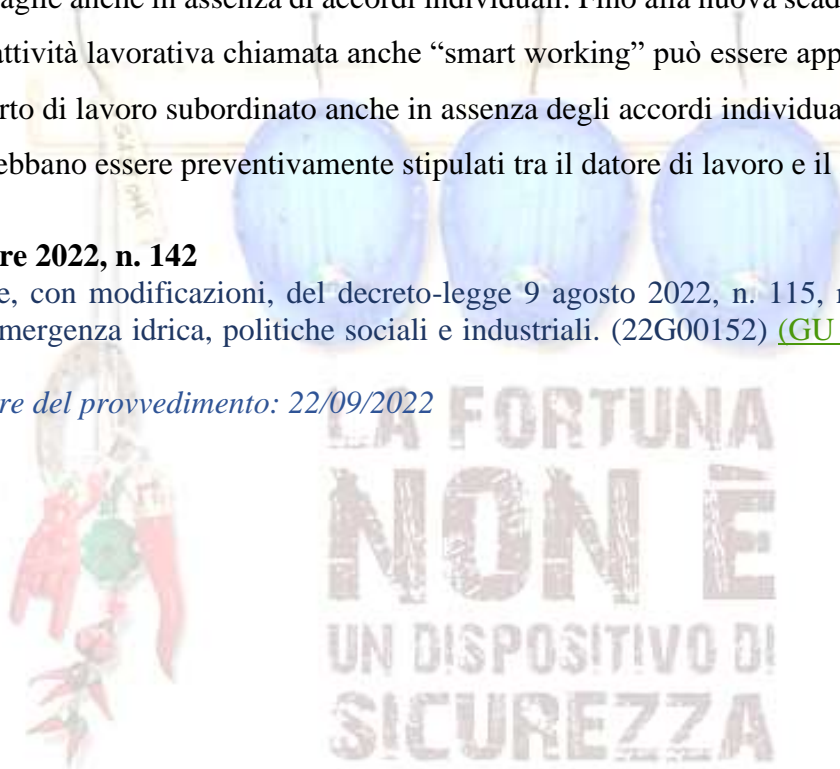 aglie anche in assenza di accordi individuali. Fino alla nuova scad
attività lavorativa chiamata anche “smart working” può essere app
rto di lavoro subordinato anche in assenza degli accordi individua
ebbano essere preventivamente stipulati tra il datore di lavoro e il
re 2022, n. 142
e, con modificazioni, del decreto-legge 9 agosto 2022, n. 115,
mergenza idrica, politiche sociali e industriali. (22G00152) (GU
re del provvedimento: 22/09/2022
LA FORTUNA
NON È
UN DISPOSITIVO DI
SICUREZZA